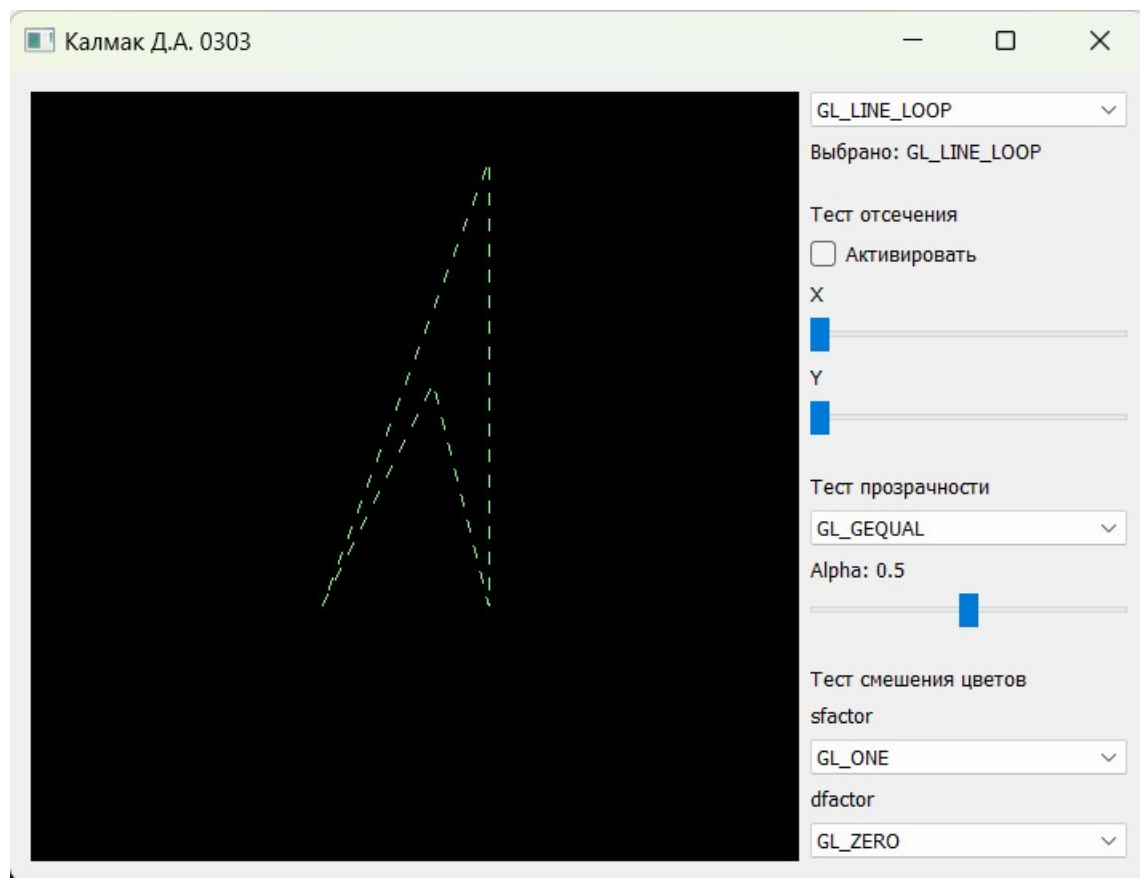 Калмак Д.А. 0303
GL_LINE_LOOP
Выбрано: GL_LINE_LOOP
Тест отсечения
Активировать
X
Y
Тест прозрачности
GL_GEQUAL
Alpha: 0.5
Тест смешения цветов
sfactor
GL_ONE
dfactor
GL_ZERO